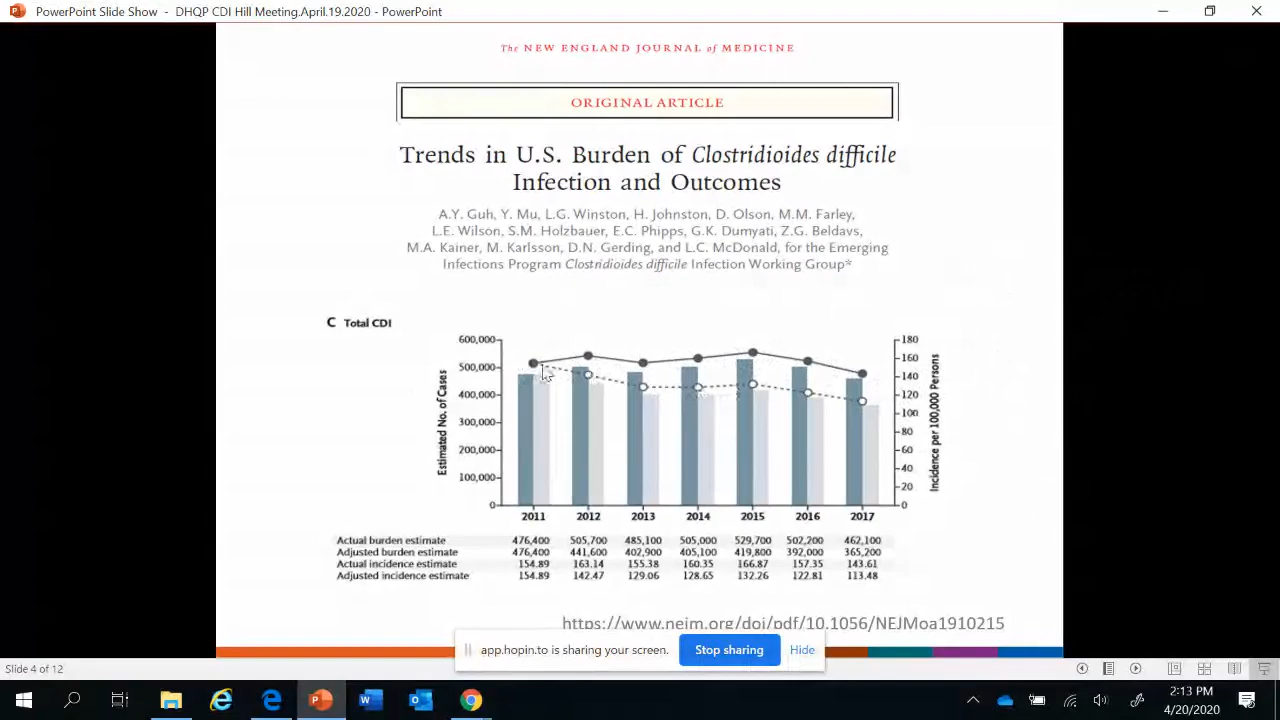 PowerPoint Slide Show - DHQP CDI Hill Meeting.April.19.2020 - PowerPoint
The NEW ENGLAND JOURNAL of MEDICINE
ORIGINAL ARTICLE
Trends in U.S. Burden of Clostridioides difficile
Infection and Outcomes
A.Y. Guh, Y. Mu, L.G. Winston, H. Johnston, D. Olson, M.M. Farley,
L.E. Wilson, S.M. Holzbauer, E.C. Phipps, G.K. Dumyati, Z.G. Beldavs,
M.A. Kainer, M. Karlsson, D.N. Gerding, and L.C. McDonald, for the Emerging
Infections Program Clostridioides difficile Infection Working Group*
C Total CDI
Estimated No. of Cases
600,000
500,000
400,000
300,000
200,000
100,000
0
180
160
140
120
100
80
60
40
20
0
Incidence per 100,000 Persons
2011 2012 2013 2014 2015 2016 2017
Actual burden estimate 476,400 505,700 485,100 505,000 529,700 502,200 462,100
Adjusted burden estimate 476,400 441,600 402,900 405,100 419,800 392,000 365,200
Actual incidence estimate 154.89 163.14 155.38 160.35 166.87 157.35 143.61
Adjusted incidence estimate 154.89 142.47 129.06 128.65 132.26 122.81 113.48
https://www.nejm.org/doi/pdf/10.1056/NEJMoa1910215
app.hopin.to is sharing your screen. Stop sharing Hide
Slide 4 of 12
2:13 PM
4/20/2020